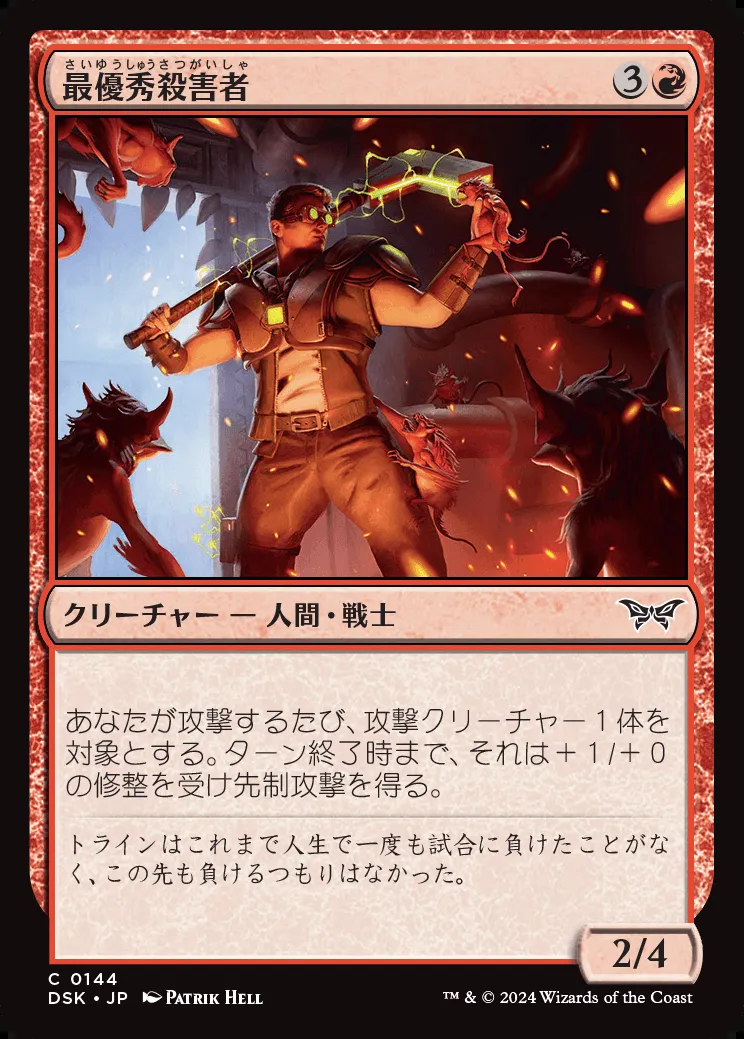 さいゆうしゅうさつがいしゃ
最優秀殺害者 3
クリーチャー — 人間・戦士
あなたが攻撃するたび、攻撃クリーチャー1体を
対象とする。ターン終了時まで、それは+1/+0
の修整を受け先制攻撃を得る。
トラインはこれまで人生で一度も試合に負けたことがな
く、この先も負けるつもりはなかった。
2/4
C 0144
DSK • JP Patrik Hell
™ & © 2024 Wizards of the Coast